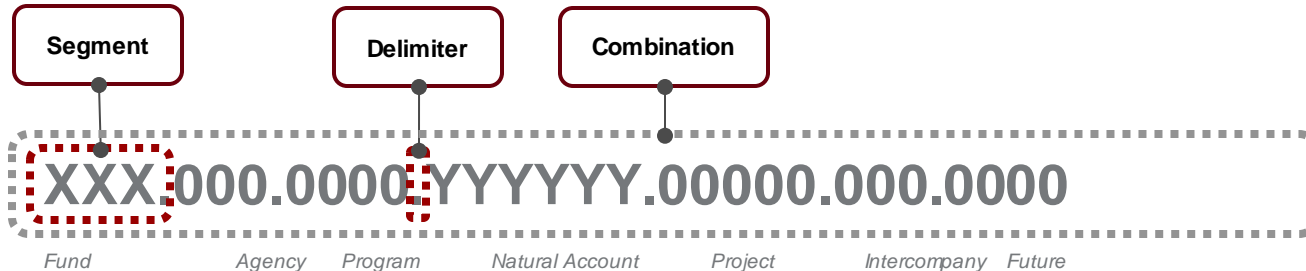 Segment Delimiter Combination
XXX.000.0000.YYYYYY.00000.000.0000
Fund Agency Program Natural Account Project Intercompany Future